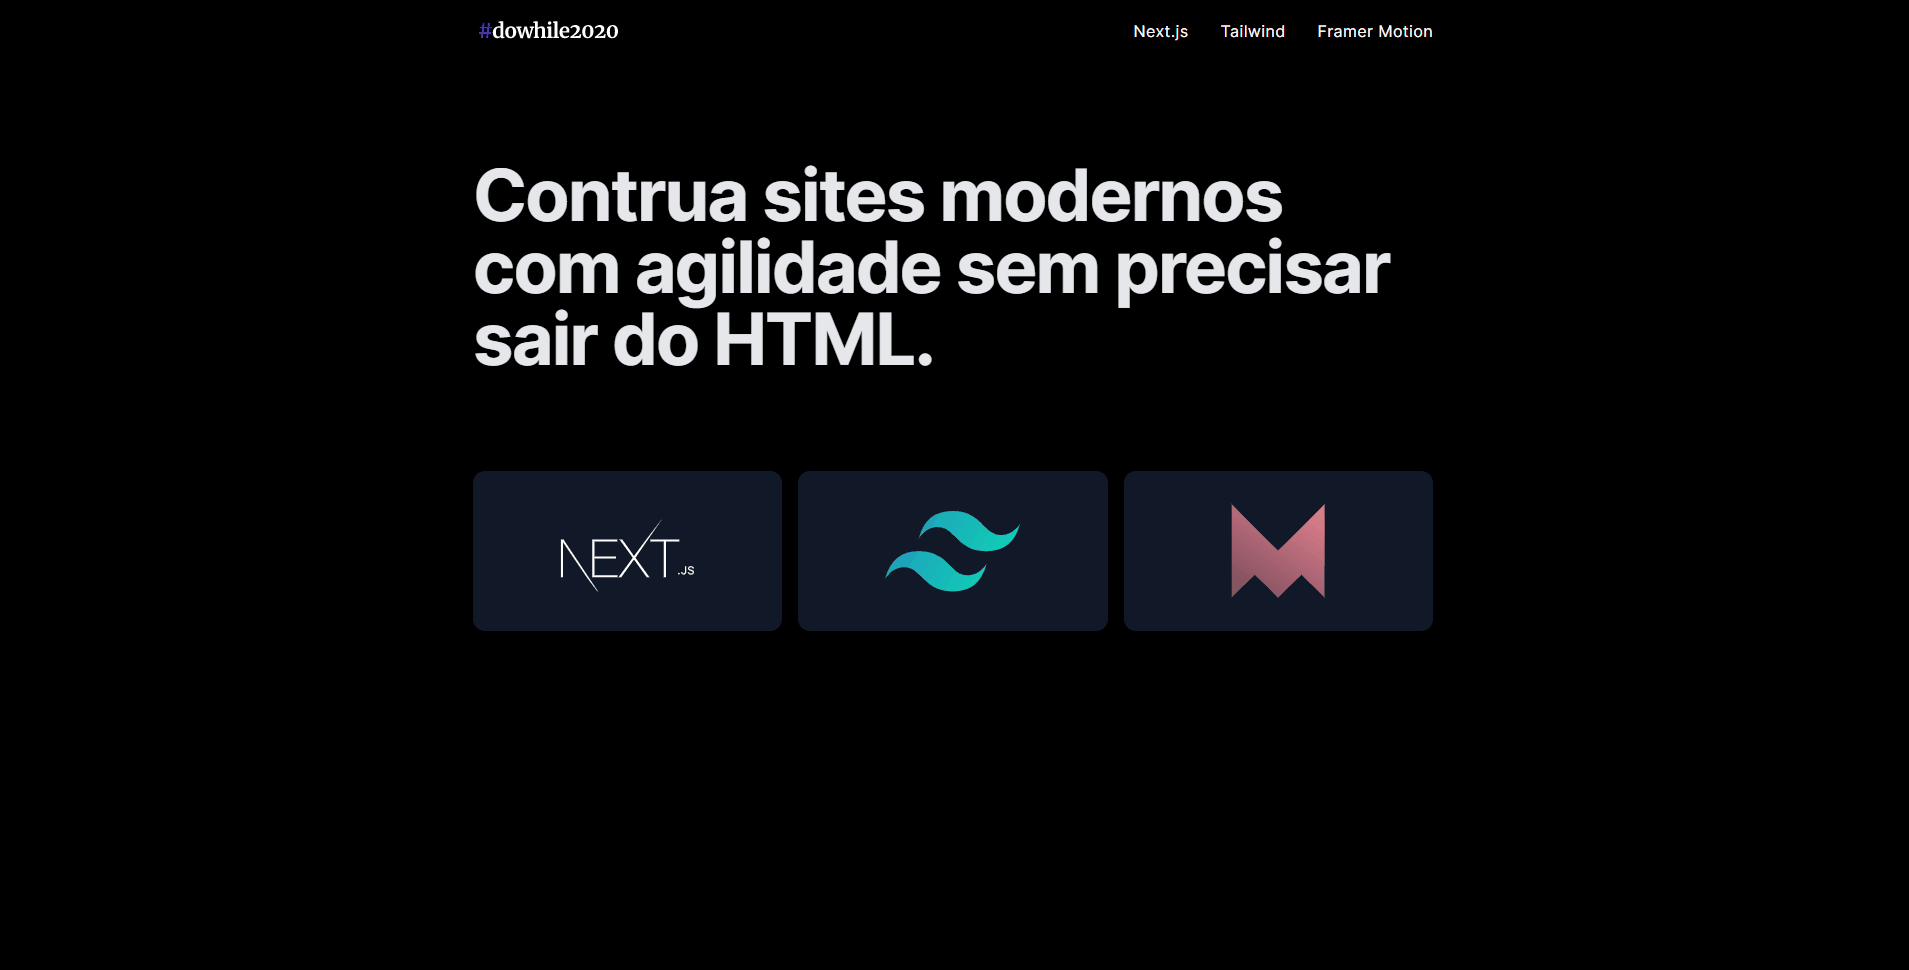 #dowhile2020
Next.js Tailwind Framer Motion
Contrua sites modernos
com agilidade sem precisar
sair do HTML.
NEXT.JS